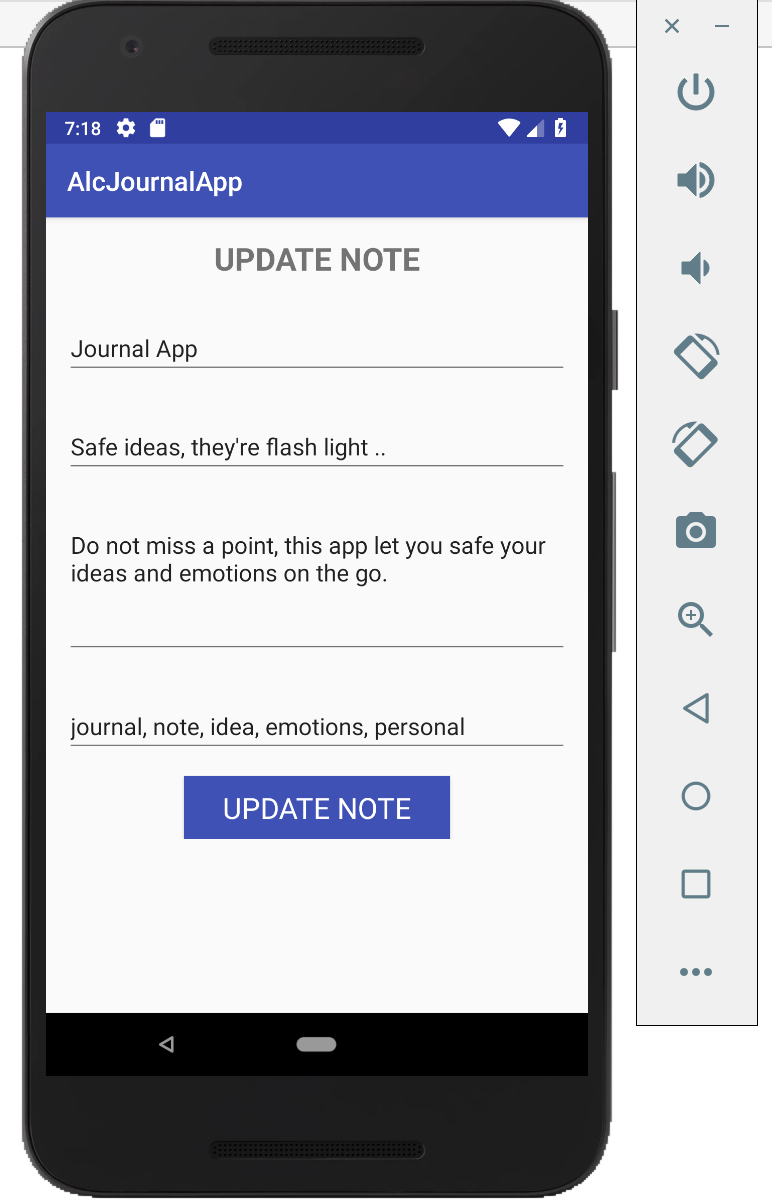 7:18
AlcJournalApp
UPDATE NOTE
Journal App
Safe ideas, they're flash light ..
Do not miss a point, this app let you safe your
ideas and emotions on the go.
journal, note, idea, emotions, personal
UPDATE NOTE